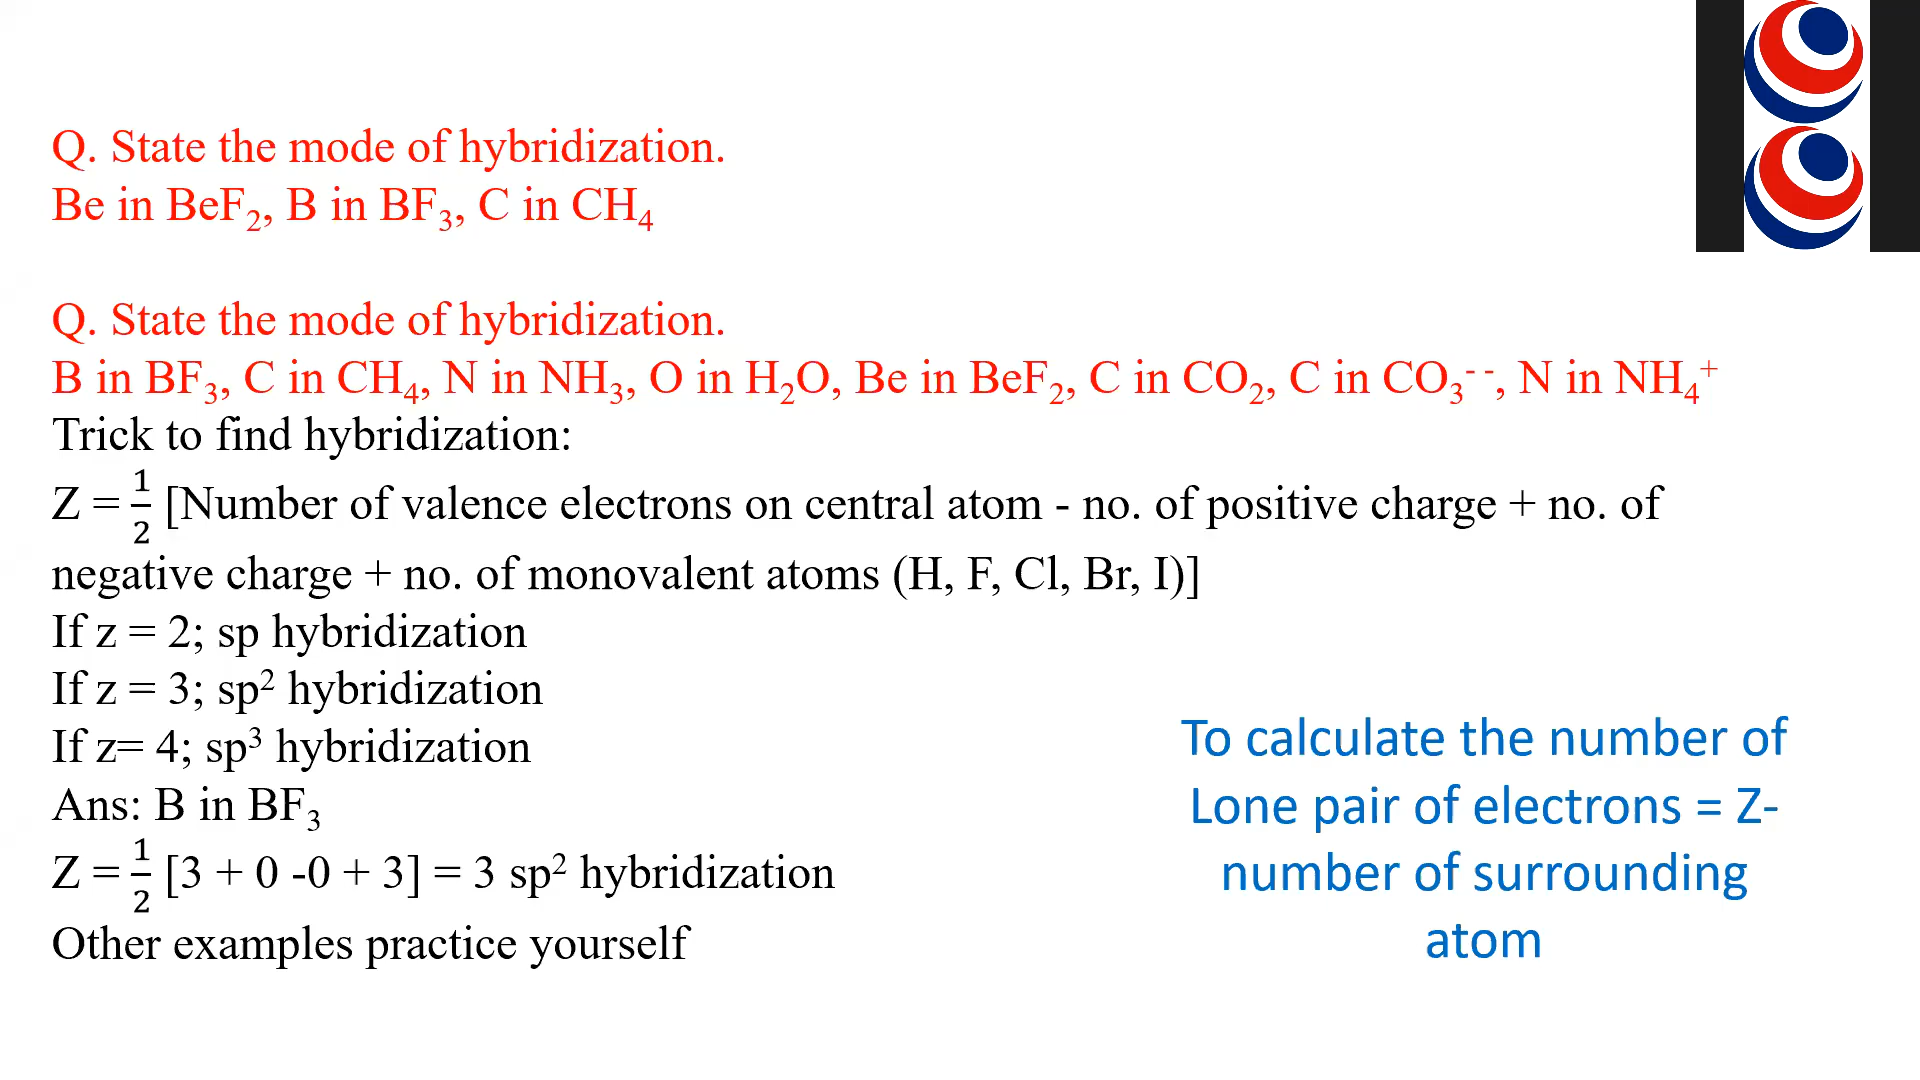 Q. State the mode of hybridization.
Be in BeF₂, B in BF₃, C in CH₄
Q. State the mode of hybridization.
B in BF₃, C in CH₄, N in NH₃, O in H₂O, Be in BeF₂, C in CO₂, C in CO₃⁻ ⁻, N in NH₄⁺
Trick to find hybridization:
Z = 1/2 [Number of valence electrons on central atom - no. of positive charge + no. of
negative charge + no. of monovalent atoms (H, F, Cl, Br, I)]
If z = 2; sp hybridization
If z = 3; sp² hybridization
If z= 4; sp³ hybridization
Ans: B in BF₃
Z = 1/2 [3 + 0 -0 + 3] = 3 sp² hybridization
Other examples practice yourself
To calculate the number of
Lone pair of electrons = Z-
number of surrounding
atom